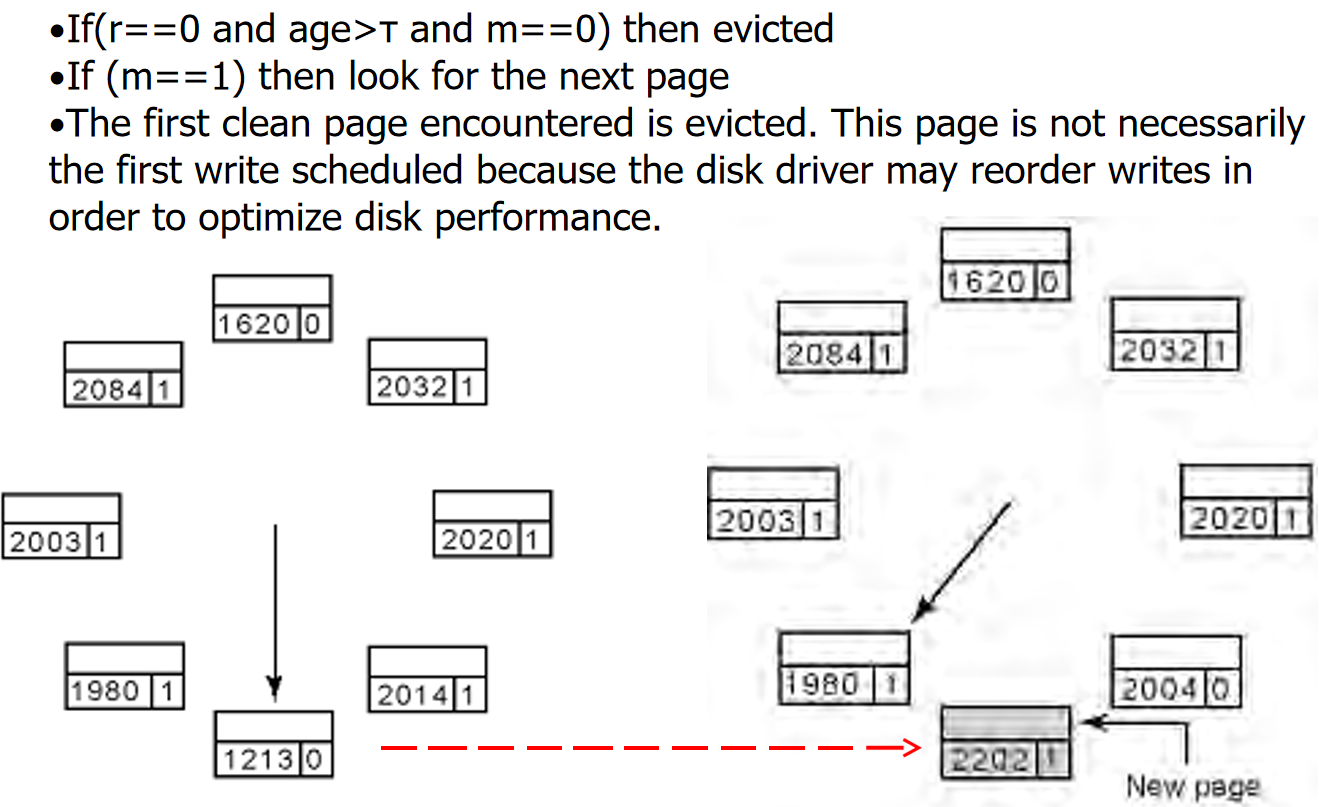 •If(r==0 and age>τ and m==0) then evicted
•If (m==1) then look for the next page
•The first clean page encountered is evicted. This page is not necessarily
the first write scheduled because the disk driver may reorder writes in
order to optimize disk performance.
1620 0
2084 1
2032 1
2003 1
2020 1
1980 1
2014 1
1213 0
1620 0
2084 1
2032 1
2003 1
2020 1
1980 1
2004 0
2202 1
New page